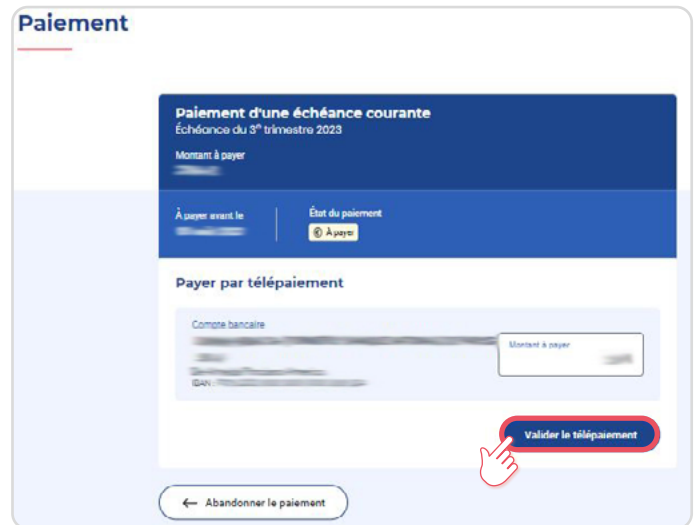 Paiement
Paiement d'une échéance courante
Échéance du 3e trimestre 2023
Montant à payer
À payer avant le
État du paiement
À payer
Payer par télépaiement
Compte bancaire
Montant à payer
IBAN :
Valider le télépaiement
← Abandonner le paiement